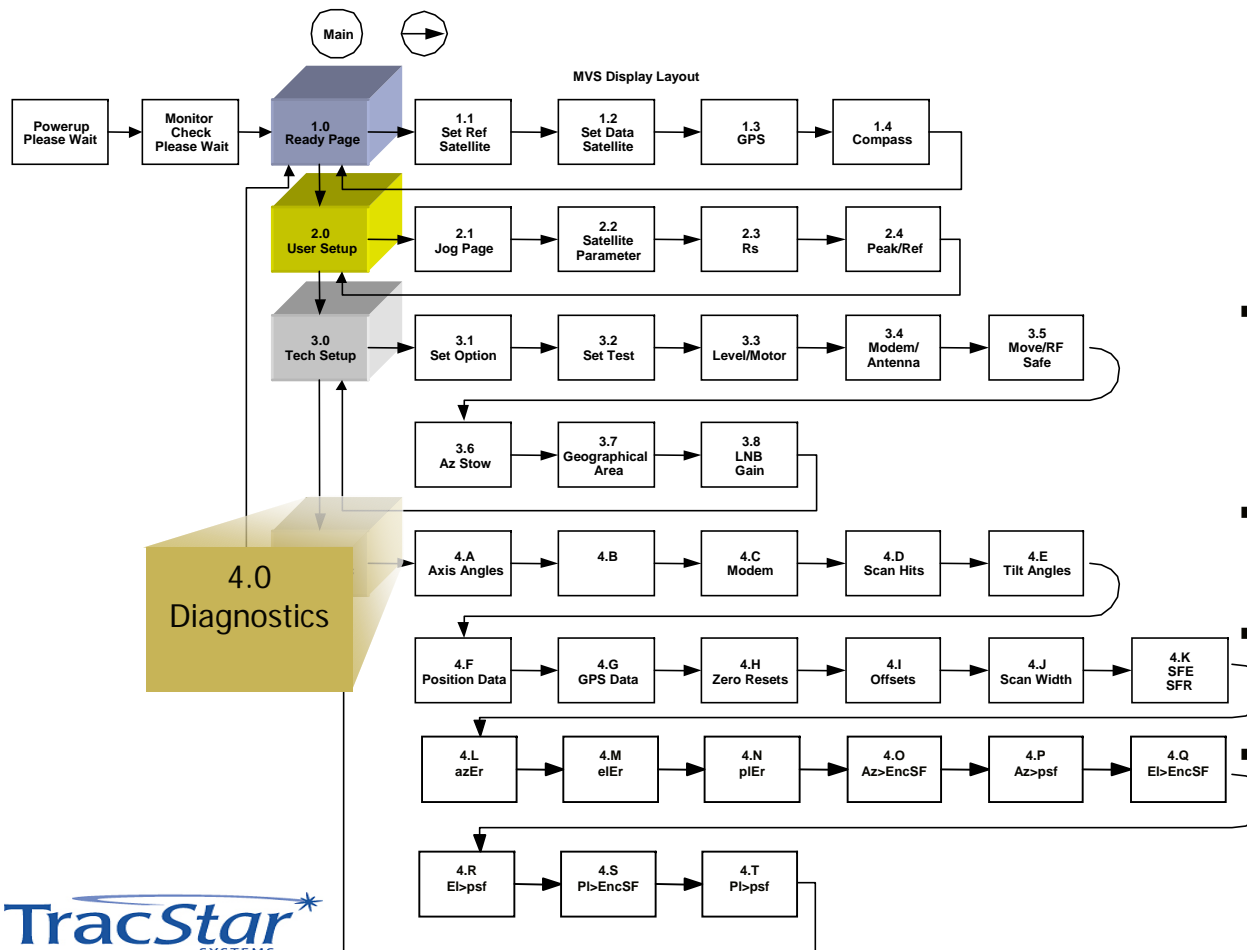 Main
MVS Display Layout
Powerup
Please Wait
Monitor
Check
Please Wait
1.0
Ready Page
1.1
Set Ref
Satellite
1.2
Set Data
Satellite
1.3
GPS
1.4
Compass
2.0
User Setup
2.1
Jog Page
2.2
Satellite
Parameter
2.3
Rs
2.4
Peak/Ref
3.0
Tech Setup
3.1
Set Option
3.2
Set Test
3.3
Level/Motor
3.4
Modem/
Antenna
3.5
Move/RF
Safe
3.6
Az Stow
3.7
Geographical
Area
3.8
LNB
Gain
4.0
Diagnostics
4.A
Axis Angles
4.B
4.C
Modem
4.D
Scan Hits
4.E
Tilt Angles
4.F
Position Data
4.G
GPS Data
4.H
Zero Resets
4.I
Offsets
4.J
Scan Width
4.K
SFE
SFR
4.L
azEr
4.M
elEr
4.N
plEr
4.O
Az>EncSF
4.P
Az>psf
4.Q
El>EncSF
4.R
El>psf
4.S
Pl>EncSF
4.T
Pl>psf
TracStar
SYSTEMS